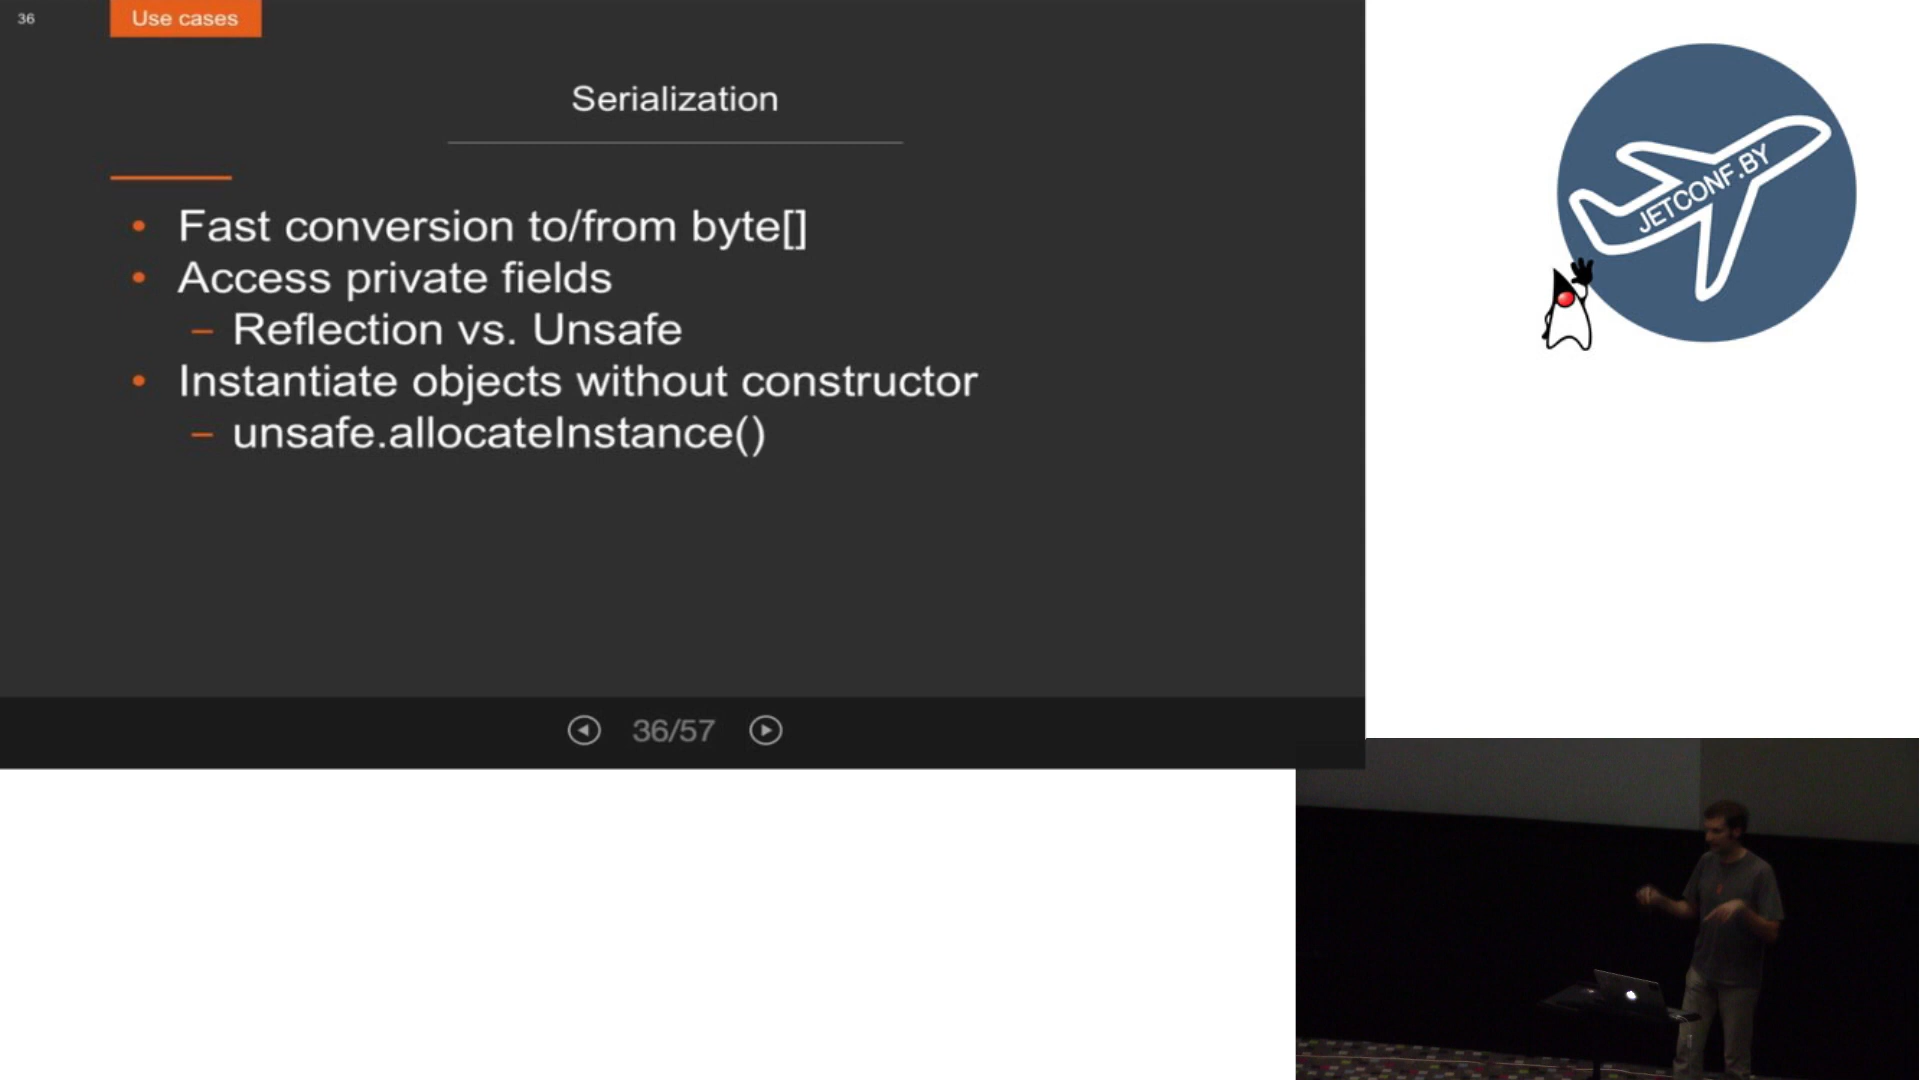 36
Use cases
Serialization
• Fast conversion to/from byte[]
• Access private fields
– Reflection vs. Unsafe
• Instantiate objects without constructor
– unsafe.allocateInstance()
36/57
JETCONF.BY